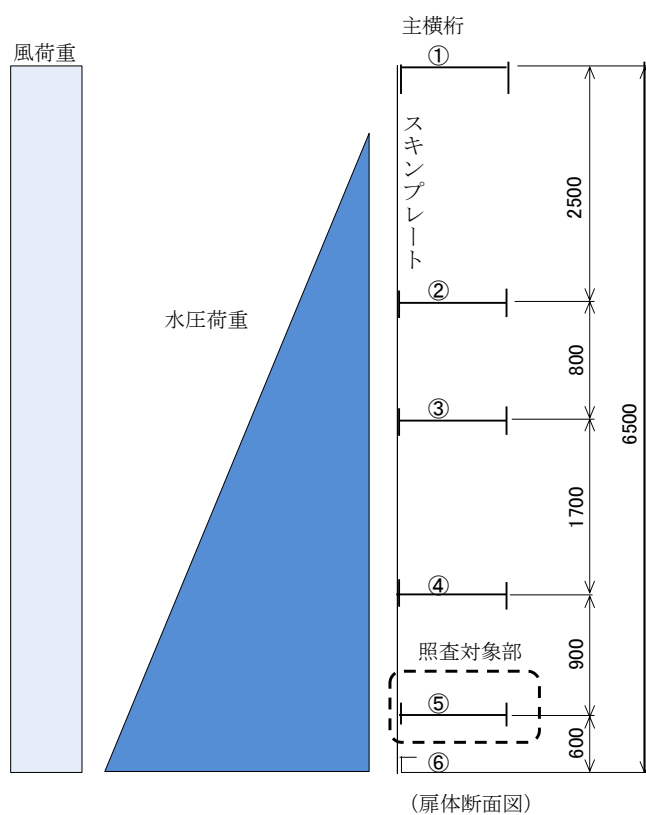 主横桁
風荷重
①
スキンプレート
2500
②
水圧荷重
800
③
6500
1700
④
照査対象部
900
⑤
600
⑥
(扉体断面図)